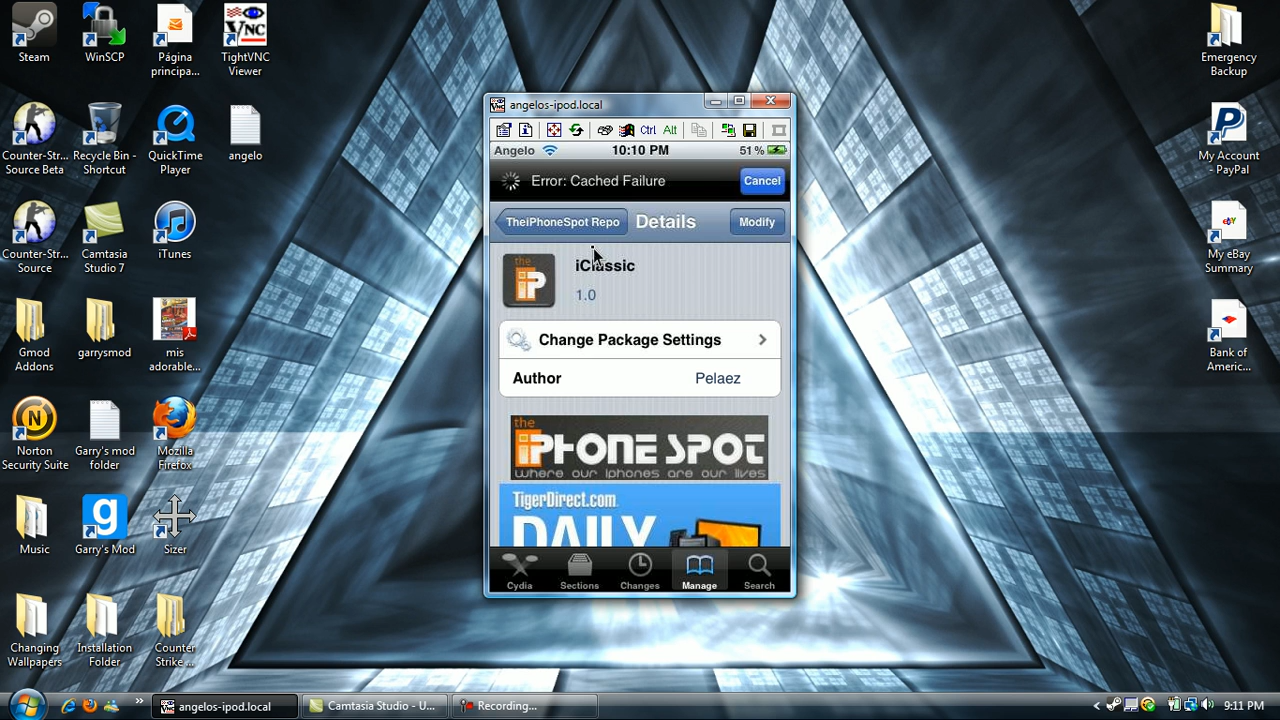 Steam
WinSCP
Página
principa...
TightVNC
Viewer
Emergency
Backup
Counter-Str...
Source Beta
Recycle Bin -
Shortcut
QuickTime
Player
angelo
My Account
- PayPal
Counter-Str...
Source
Camtasia
Studio 7
iTunes
My eBay
Summary
Gmod
Addons
garrysmod
mis
adorable...
Bank of
Americ...
Norton
Security Suite
Garry's mod
folder
Mozilla
Firefox
Music
Garry's Mod
Sizer
Changing
Wallpapers
Installation
Folder
Counter
Strike ...
angelos-ipod.local
Ctrl Alt
Angelo 10:10 PM 51%
Error: Cached Failure Cancel
TheiPhoneSpot Repo Details Modify
the
iP
iClassic
1.0
Change Package Settings
Author Pelaez
the
iPHONE SPOT
where our iphones are our lives
TigerDirect.com
DAILY
Cydia Sections Changes Manage Search
angelos-ipod.local Camtasia Studio - U... Recording... 9:11 PM